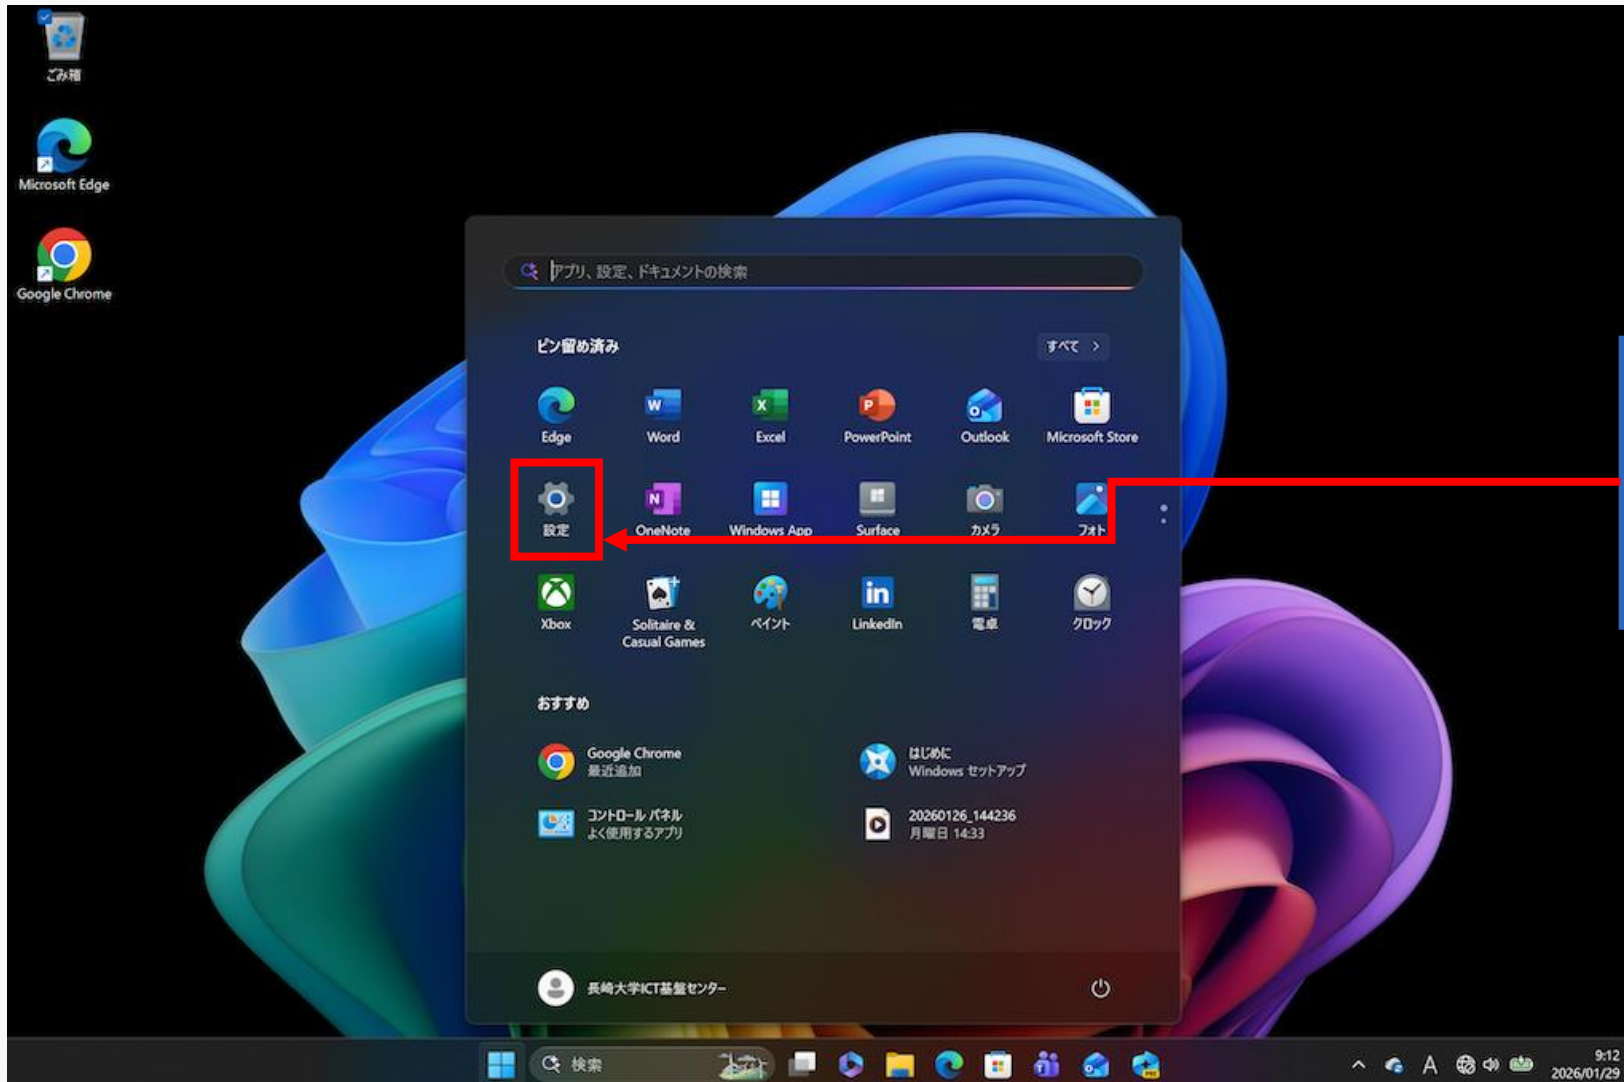 ごみ箱
Microsoft Edge
Google Chrome
アプリ、設定、ドキュメントの検索
ピン留め済み
すべて >
Edge
Word
Excel
PowerPoint
Outlook
Microsoft Store
設定
OneNote
Windows App
Surface
カメラ
フォト
Xbox
Solitaire &
Casual Games
ペイント
LinkedIn
電卓
クロック
おすすめ
Google Chrome
最近追加
はじめに
Windows セットアップ
コントロール パネル
よく使用するアプリ
20260126_144236
月曜日 14:33
長崎大学ICT基盤センター
検索
A
9:12
2026/01/29